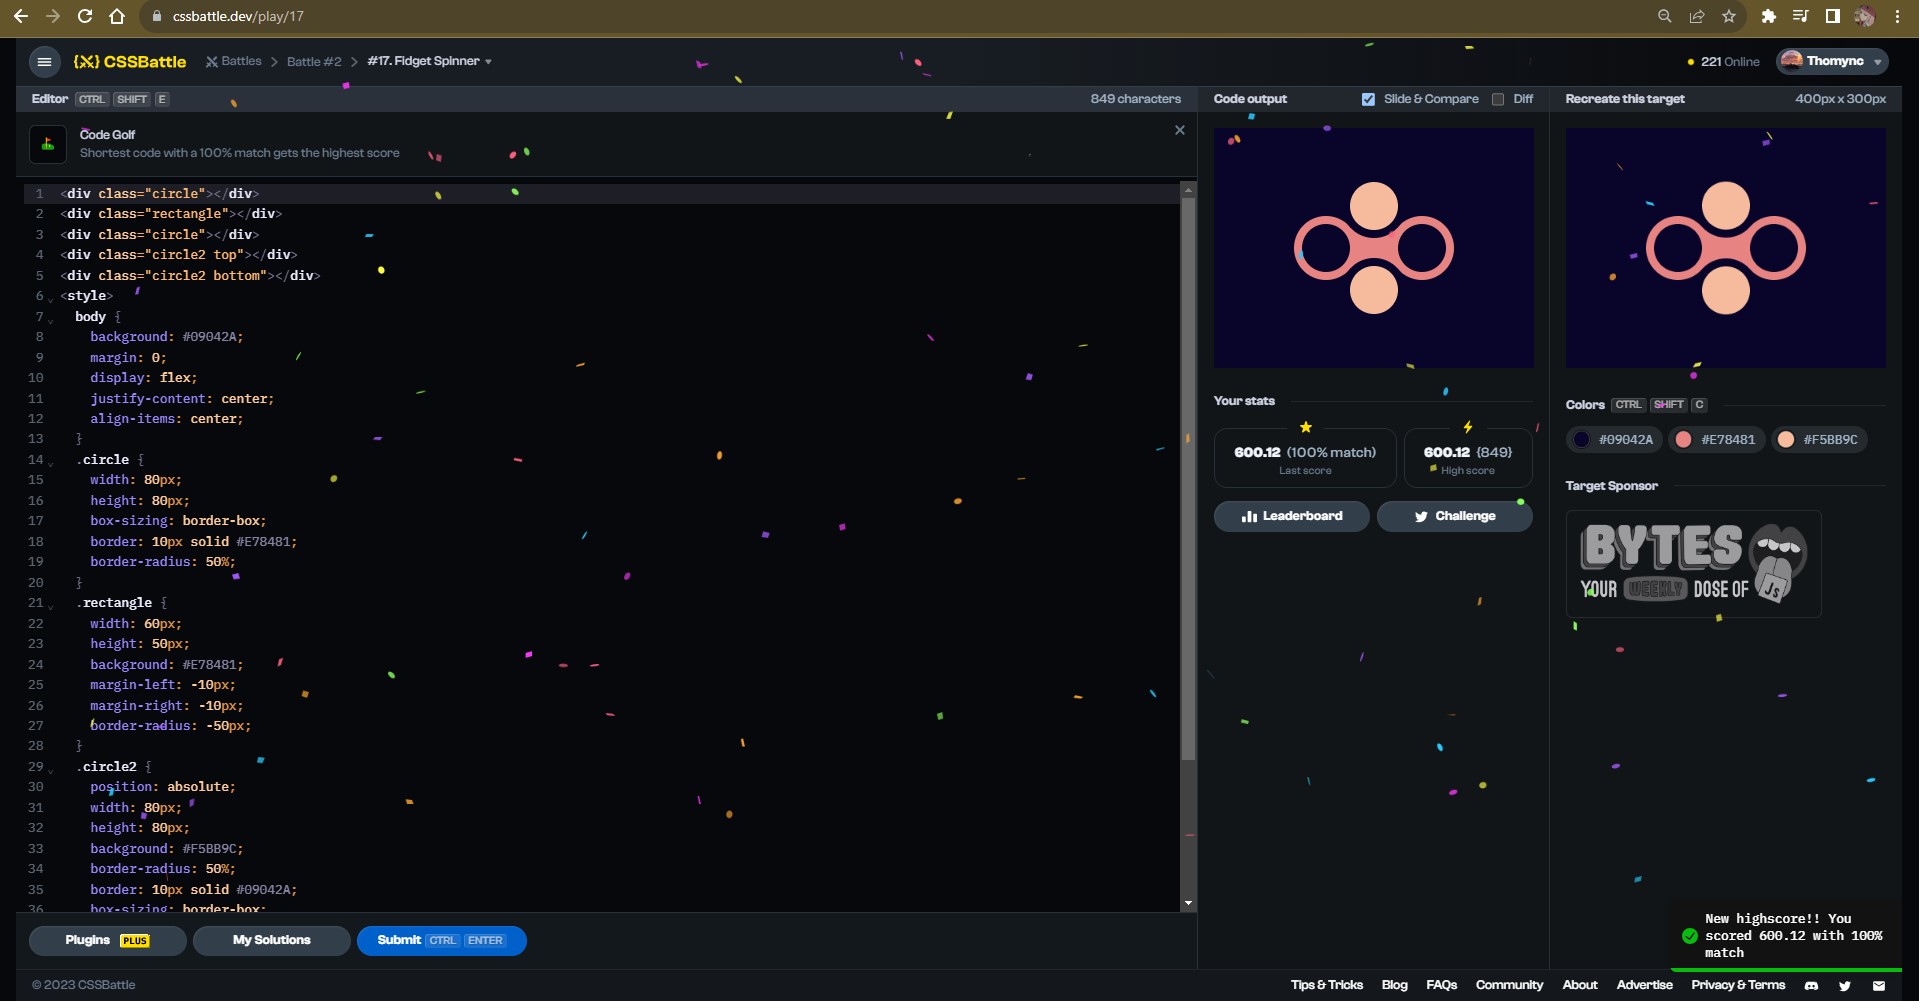 cssbattle.dev/play/17
CSSBattle
Battles > Battle #2 > #17. Fidget Spinner
221 Online
Thomync
Editor CTRL SHIFT E
849 characters
Code Golf
Shortest code with a 100% match gets the highest score
1 <div class="circle"></div>
2 <div class="rectangle"></div>
3 <div class="circle"></div>
4 <div class="circle2 top"></div>
5 <div class="circle2 bottom"></div>
6 <style>
7 body {
8 background: #09042A;
9 margin: 0;
10 display: flex;
11 justify-content: center;
12 align-items: center;
13 }
14 .circle {
15 width: 80px;
16 height: 80px;
17 box-sizing: border-box;
18 border: 10px solid #E78481;
19 border-radius: 50%;
20 }
21 .rectangle {
22 width: 60px;
23 height: 50px;
24 background: #E78481;
25 margin-left: -10px;
26 margin-right: -10px;
27 border-radius: -50px;
28 }
29 .circle2 {
30 position: absolute;
31 width: 80px;
32 height: 80px;
33 background: #F5BB9C;
34 border-radius: 50%;
35 border: 10px solid #09042A;
36 box-sizing: border-box;
Plugins PLUS
My Solutions
Submit CTRL ENTER
Code output
Slide & Compare
Diff
Your stats
600.12 (100% match)
Last score
600.12 {849}
High score
Leaderboard
Challenge
Recreate this target
400px x 300px
Colors CTRL SHIFT C
#09042A
#E78481
#F5BB9C
Target Sponsor
BYTES
YOUR WEEKLY DOSE OF
Js
New highscore!! You
scored 600.12 with 100%
match
© 2023 CSSBattle
Tips & Tricks Blog FAQs Community About Advertise Privacy & Terms